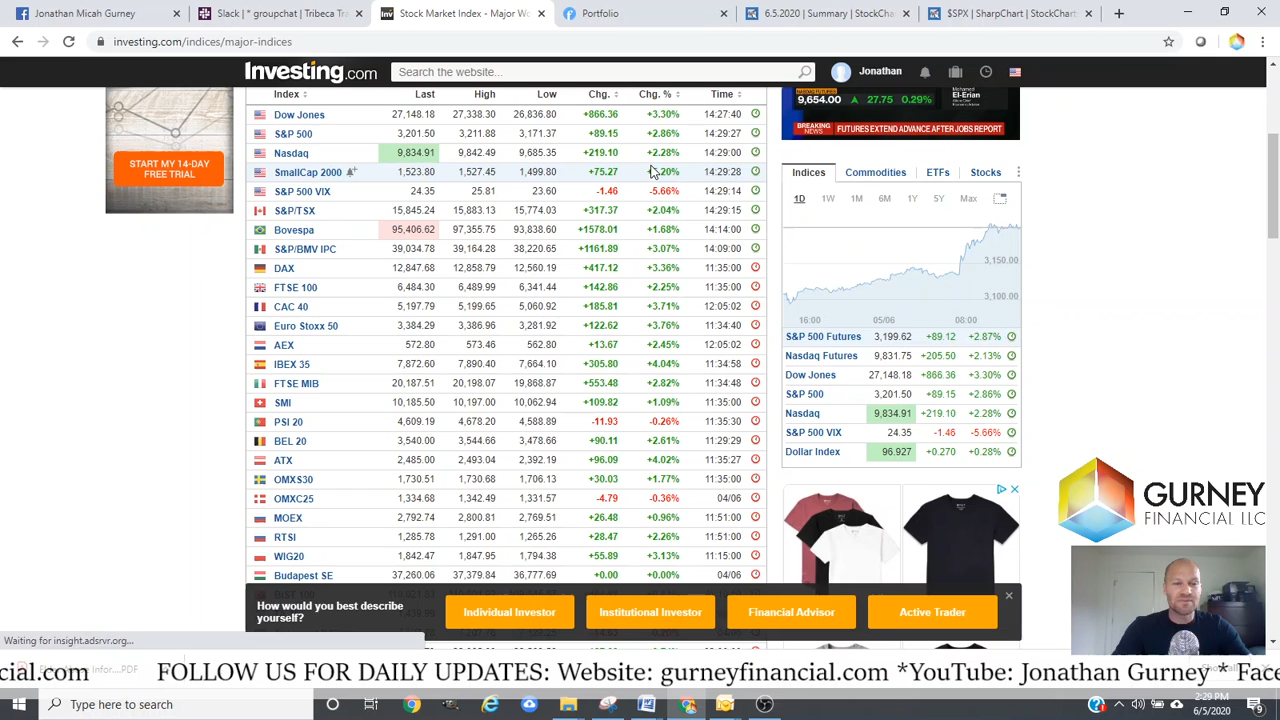 Jonathan Micah Gurney
Slack | * groupchat | Tribeca Tra
Stock Market Index - Major Wo
Portfolio
6.5.2020 | Summary | StockCha
$SPX | SharpChart | StockCharts
investing.com/indices/major-indices
Investing.com
Search the website...
Jonathan
START MY 14-DAY
FREE TRIAL
Index Last High Low Chg. Chg. % Time
Dow Jones 27,148.18 27,338.30 26,836.80 +866.36 +3.30% 14:27:40
S&P 500 3,201.50 3,211.88 3,171.37 +89.15 +2.86% 14:29:27
Nasdaq 9,834.91 9,842.49 9,685.35 +219.10 +2.28% 14:29:00
SmallCap 2000 1,523.80 1,527.45 1,499.80 +75.27 .20% 14:29:28
S&P 500 VIX 24.35 25.81 23.60 -1.46 -5.66% 14:29:14
S&P/TSX 15,845.24 15,883.13 15,774.03 +317.37 +2.04% 14:29:15
Bovespa 95,406.62 97,355.75 93,838.60 +1578.01 +1.68% 14:14:00
S&P/BMV IPC 39,034.78 39,164.28 38,220.65 +1161.89 +3.07% 14:09:00
DAX 12,847.68 12,858.79 12,560.19 +417.12 +3.36% 11:35:00
FTSE 100 6,484.30 6,489.99 6,341.44 +142.86 +2.25% 11:35:00
CAC 40 5,197.79 5,199.65 5,060.92 +185.81 +3.71% 12:05:02
Euro Stoxx 50 3,384.29 3,386.96 3,281.92 +122.62 +3.76% 11:34:40
AEX 572.80 573.46 562.80 +13.67 +2.45% 12:05:02
IBEX 35 7,872.60 7,890.40 7,664.10 +305.80 +4.04% 11:34:58
FTSE MIB 20,187.51 20,198.07 19,868.87 +553.48 +2.82% 11:34:48
SMI 10,185.50 10,197.00 10,062.94 +109.82 +1.09% 11:35:00
PSI 20 4,609.19 4,678.20 4,588.89 -11.93 -0.26% 11:35:30
BEL 20 3,540.00 3,544.66 3,478.66 +90.11 +2.61% 11:29:29
ATX 2,485.00 2,493.04 2,392.19 +96.09 +4.02% 11:35:27
OMXS30 1,730.51 1,730.68 1,706.13 +30.03 +1.77% 11:35:00
OMXC25 1,334.68 1,342.49 1,331.57 -4.79 -0.36% 04/06
MOEX 2,792.74 2,800.81 2,769.51 +26.48 +0.96% 11:51:00
RTSI 1,285.78 1,291.00 1,265.26 +28.47 +2.26% 11:51:00
WIG20 1,842.47 1,847.95 1,794.38 +55.89 +3.13% 11:15:00
Budapest SE 37,260.06 37,379.84 36,777.69 +0.00 +0.00% 04/06
Mohamed
El-Erian
9,654.00 27.75 0.29%
BREAKING
NEWS
FUTURES EXTEND ADVANCE AFTER JOBS REPORT
Indices Commodities ETFs Stocks
1D 1W 1M 6M 1Y 5Y Max
3,150.00
3,100.00
16:00 05/06 08:00
S&P 500 Futures 3,199.62 +89.12 +2.87%
Nasdaq Futures 9,831.75 +205.50 +2.13%
Dow Jones 27,148.18 +866.36 +3.30%
S&P 500 3,201.50 +89.15 +2.86%
Nasdaq 9,834.91 +219.10 +2.28%
S&P 500 VIX 24.35 -1.46 -5.66%
Dollar Index 96.927 +0.270 +0.28%
GURNEY
FINANCIAL LLC
How would you best describe
yourself?
Individual Investor
Institutional Investor
Financial Advisor
Active Trader
Waiting for insight.adsrvr.org...
cial.com FOLLOW US FOR DAILY UPDATES: Website: gurneyfinancial.com *YouTube: Jonathan Gurney * Face
Type here to search
2:29 PM
6/5/2020